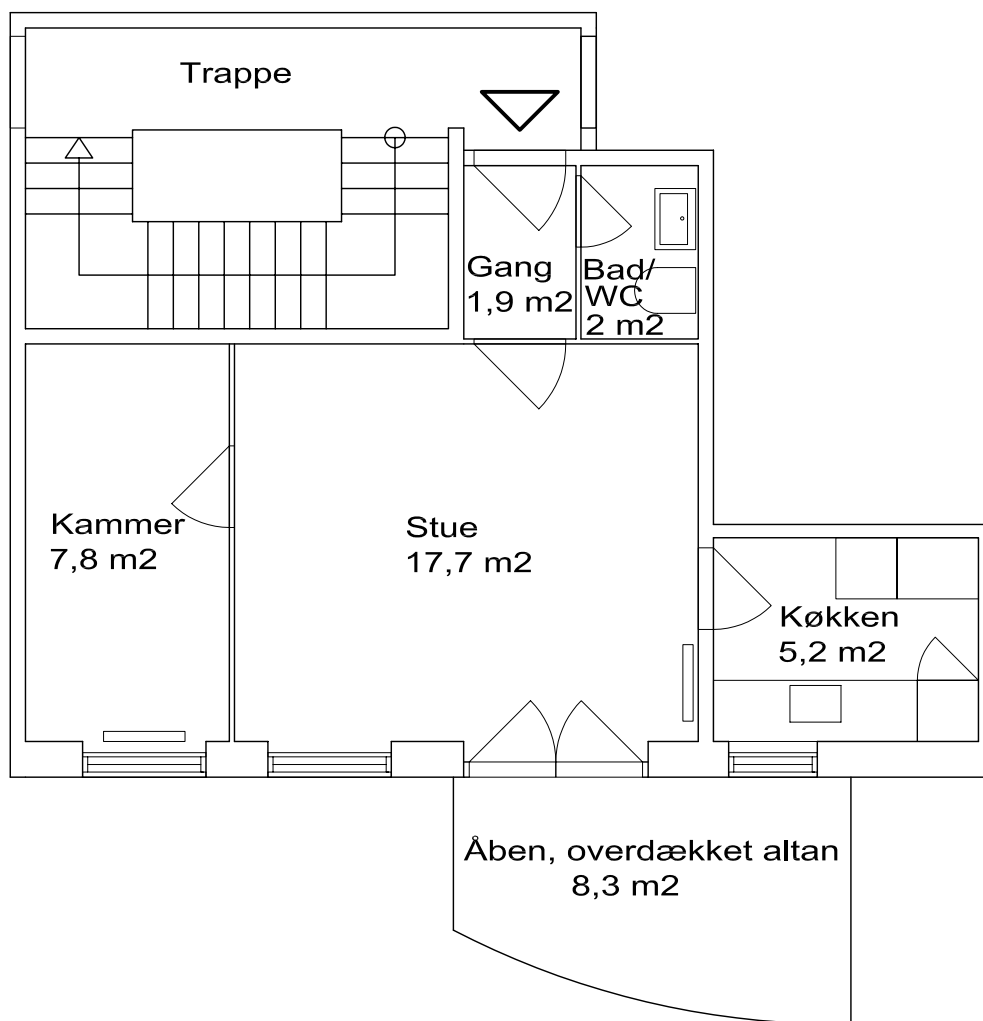 Trappe
Gang
1,9 m2
Bad/
WC
2 m2
Kammer
7,8 m2
Stue
17,7 m2
Køkken
5,2 m2
Åben, overdækket altan
8,3 m2